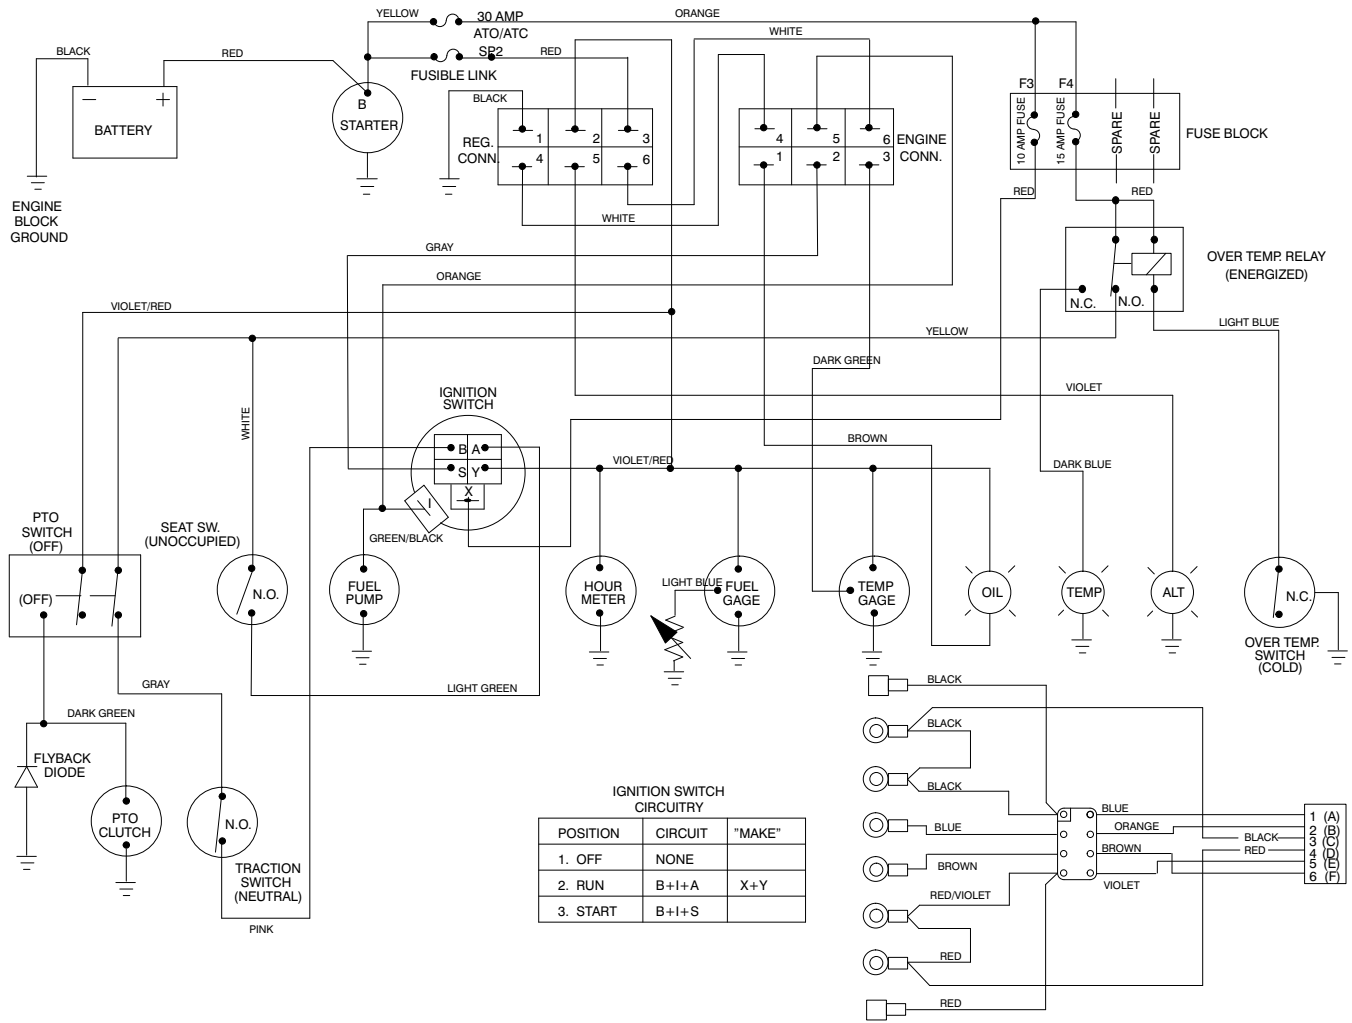 YELLOW
30 AMP
ATO/ATC
ORANGE
WHITE
BLACK
RED
SP2
RED
FUSIBLE LINK
BLACK
B
STARTER
BATTERY
ENGINE
BLOCK
GROUND
REG.
CONN.
1 2 3
4 5 6
4 5 6
1 2 3
ENGINE
CONN.
F3 F4
10 AMP FUSE
15 AMP FUSE
SPARE
SPARE
FUSE BLOCK
RED
RED
WHITE
GRAY
ORANGE
VIOLET/RED
OVER TEMP. RELAY
(ENERGIZED)
N.C. N.O.
LIGHT BLUE
YELLOW
DARK GREEN
VIOLET
WHITE
IGNITION
SWITCH
B A
S Y
X
I
BROWN
VIOLET/RED
DARK BLUE
GREEN/BLACK
PTO
SWITCH
(OFF)
(OFF)
SEAT SW.
(UNOCCUPIED)
N.O.
FUEL
PUMP
HOUR
METER
LIGHT BLUE
FUEL
GAGE
TEMP
GAGE
OIL
TEMP
ALT
N.C.
OVER TEMP.
SWITCH
(COLD)
LIGHT GREEN
GRAY
DARK GREEN
FLYBACK
DIODE
PTO
CLUTCH
N.O.
TRACTION
SWITCH
(NEUTRAL)
PINK
IGNITION SWITCH
CIRCUITRY
POSITION CIRCUIT "MAKE"
1. OFF NONE
2. RUN B+I+A X+Y
3. START B+I+S
BLACK
BLACK
BLACK
BLUE
BROWN
RED/VIOLET
RED
RED
BLUE
ORANGE
BLACK
RED
BROWN
VIOLET
1 (A)
2 (B)
3 (C)
4 (D)
5 (E)
6 (F)